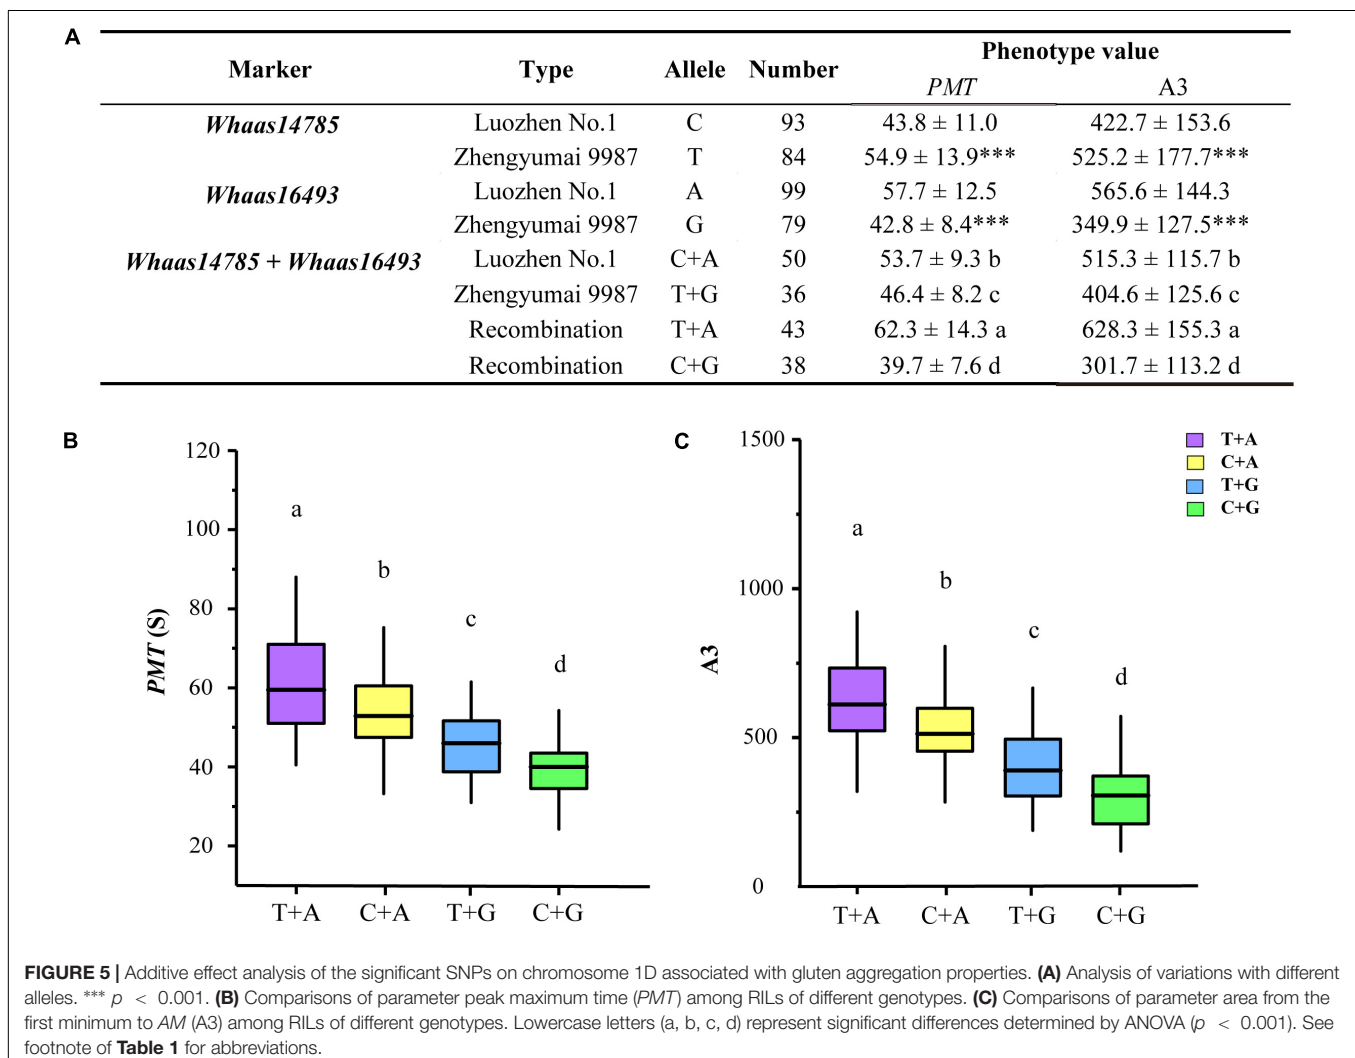 A
Marker Type Allele Number Phenotype value
PMT A3
Whaas14785 Luozhen No.1 C 93 43.8 ± 11.0 422.7 ± 153.6
Zhengyumai 9987 T 84 54.9 ± 13.9*** 525.2 ± 177.7***
Whaas16493 Luozhen No.1 A 99 57.7 ± 12.5 565.6 ± 144.3
Zhengyumai 9987 G 79 42.8 ± 8.4*** 349.9 ± 127.5***
Whaas14785 + Whaas16493 Luozhen No.1 C+A 50 53.7 ± 9.3 b 515.3 ± 115.7 b
Zhengyumai 9987 T+G 36 46.4 ± 8.2 c 404.6 ± 125.6 c
Recombination T+A 43 62.3 ± 14.3 a 628.3 ± 155.3 a
Recombination C+G 38 39.7 ± 7.6 d 301.7 ± 113.2 d
B
120
100
80
60
40
20
PMT (S)
a
b
c
d
T+A C+A T+G C+G
C
1500
1000
500
0
A3
a
b
c
d
T+A C+A T+G C+G
T+A
C+A
T+G
C+G
FIGURE 5 | Additive effect analysis of the significant SNPs on chromosome 1D associated with gluten aggregation properties. (A) Analysis of variations with different
alleles. *** p < 0.001. (B) Comparisons of parameter peak maximum time (PMT) among RILs of different genotypes. (C) Comparisons of parameter area from the
first minimum to AM (A3) among RILs of different genotypes. Lowercase letters (a, b, c, d) represent significant differences determined by ANOVA (p < 0.001). See
footnote of Table 1 for abbreviations.